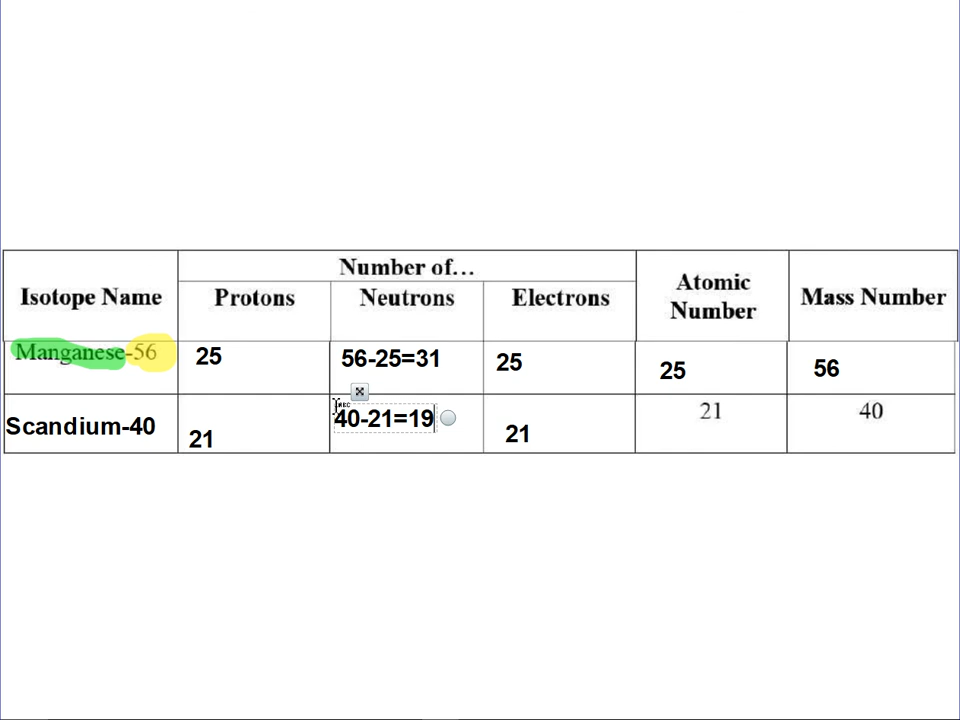 Number of...
Isotope Name
Protons
Neutrons
Electrons
Atomic
Number
Mass Number
Manganese-56
25
56-25=31
25
25
56
Scandium-40
21
40-21=19
21
21
40